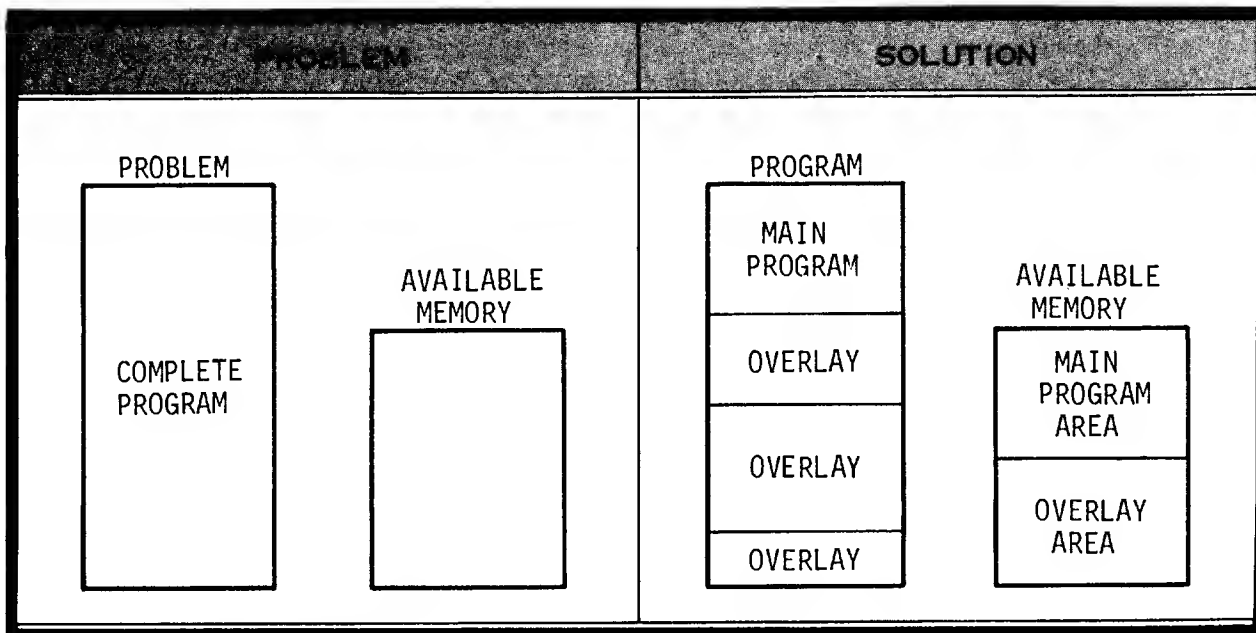 PROBLEM
SOLUTION
PROBLEM
COMPLETE
PROGRAM
AVAILABLE
MEMORY
PROGRAM
MAIN
PROGRAM
OVERLAY
OVERLAY
OVERLAY
AVAILABLE
MEMORY
MAIN
PROGRAM
AREA
OVERLAY
AREA